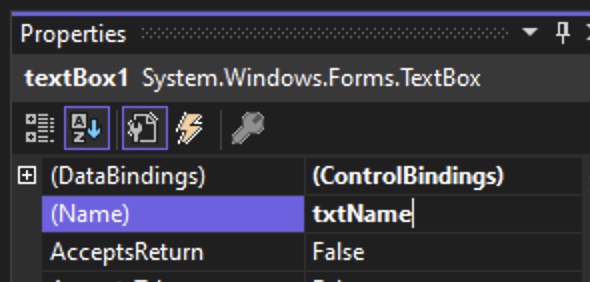 Properties
textBox1 System.Windows.Forms.TextBox
A
Z
(DataBindings) (ControlBindings)
(Name) txtName
AcceptsReturn False